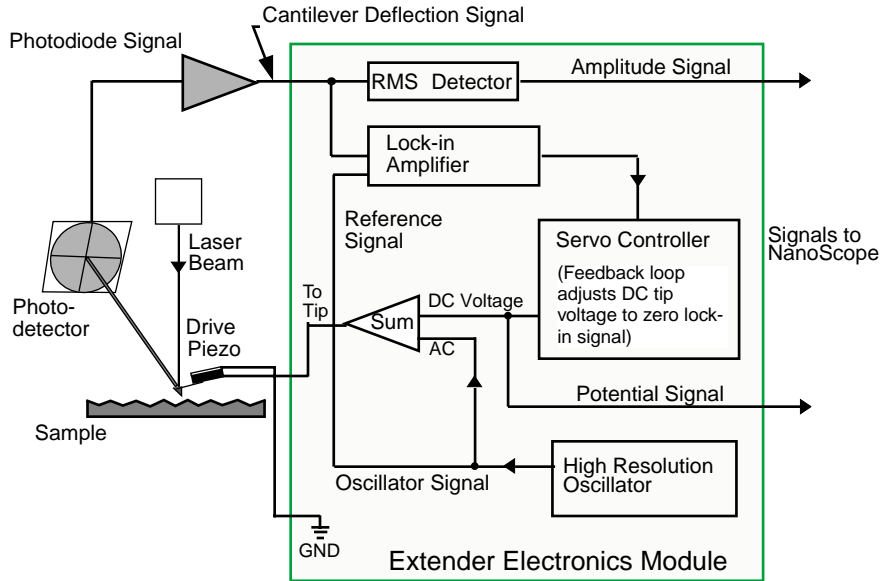 Cantilever Deflection Signal
Photodiode Signal
RMS Detector
Amplitude Signal
Lock-in
Amplifier
Reference
Signal
Laser
Beam
Servo Controller
(Feedback loop
adjusts DC tip
voltage to zero lock-
in signal)
Signals to
NanoScope
Photo-
detector
Drive
Piezo
To
Tip
Sum
DC Voltage
AC
Potential Signal
Sample
Oscillator Signal
High Resolution
Oscillator
GND
Extender Electronics Module